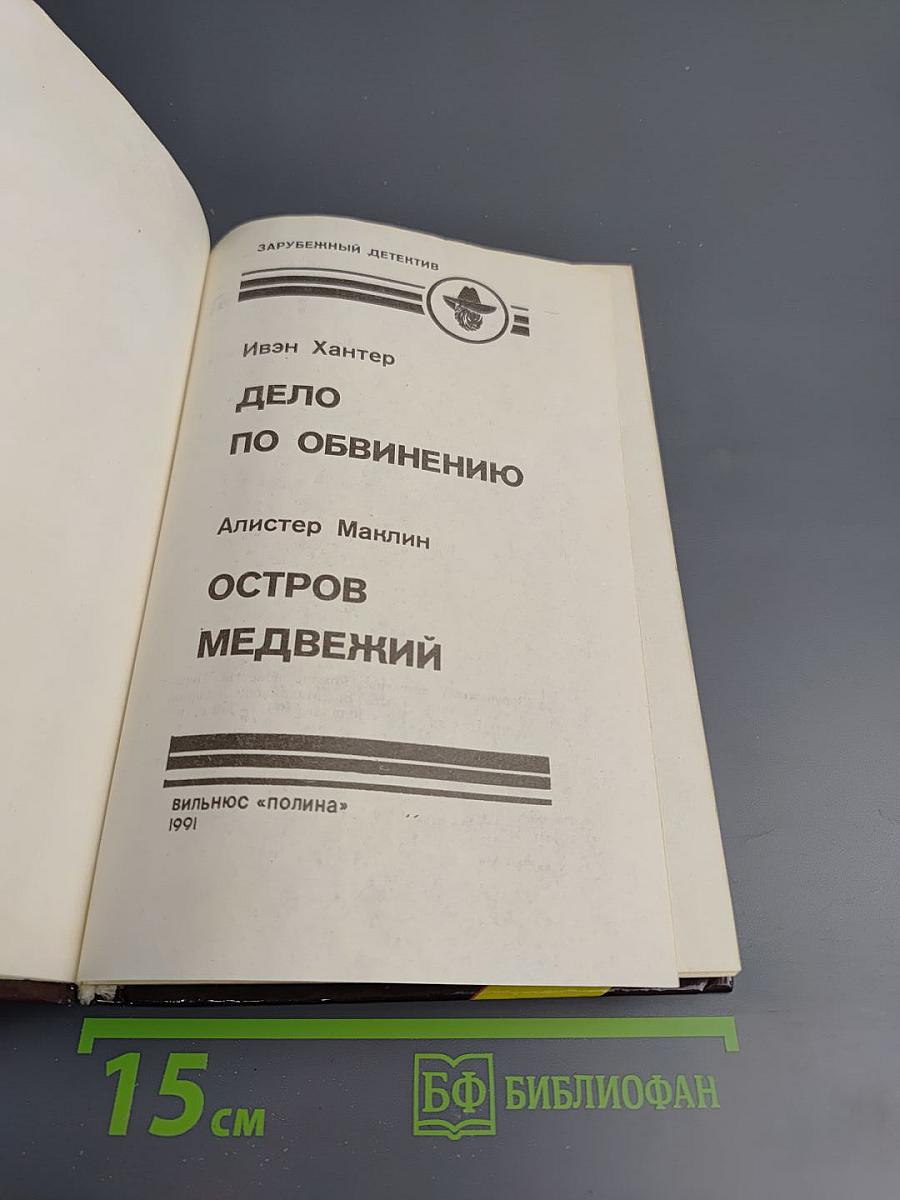 ЗАРУБЕЖНЫЙ ДЕТЕКТИВ
Ивэн Хантер
ДЕЛО
ПО ОБВИНЕНИЮ
Алистер Маклин
ОСТРОВ
МЕДВЕЖИЙ
ВИЛЬНЮС «ПОЛИНА»
1991
15 см
БФ БИБЛИОФАН